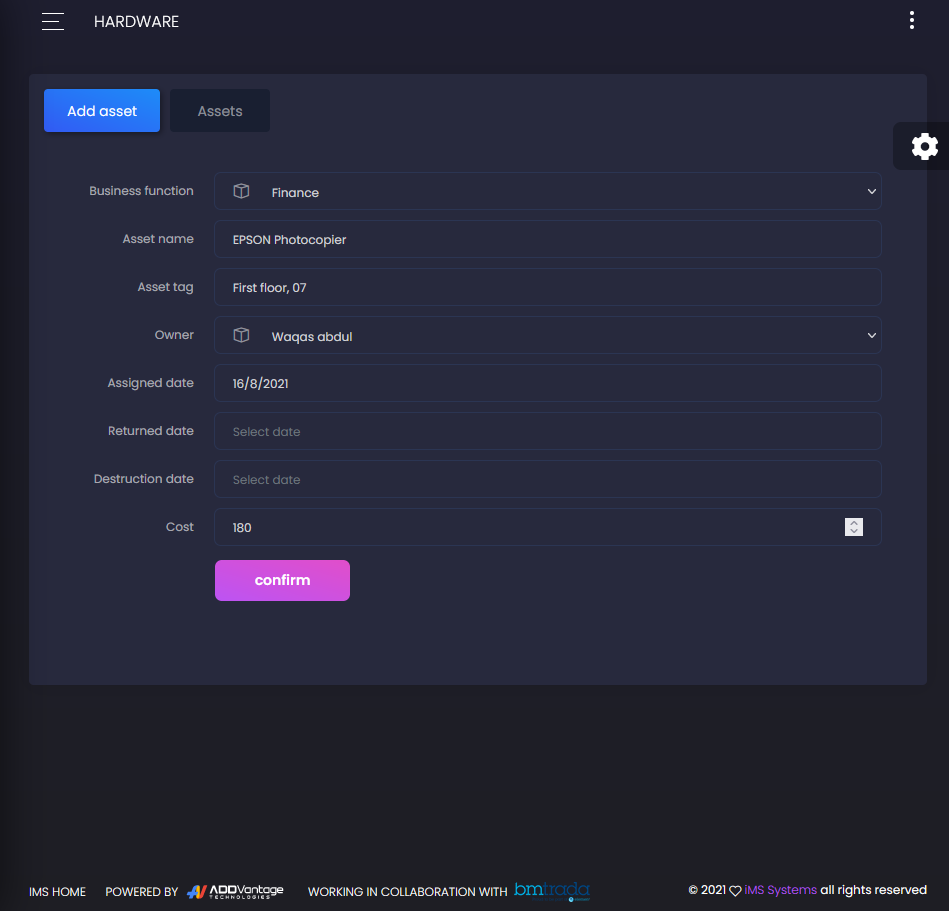 HARDWARE
Add asset Assets
Business function Finance
Asset name EPSON Photocopier
Asset tag First floor, 07
Owner Waqas abdul
Assigned date 16/8/2021
Returned date Select date
Destruction date Select date
Cost 180
confirm
IMS HOME POWERED BY ADDVantage TECHNOLOGIES WORKING IN COLLABORATION WITH bmtrada © 2021 iMS Systems all rights reserved